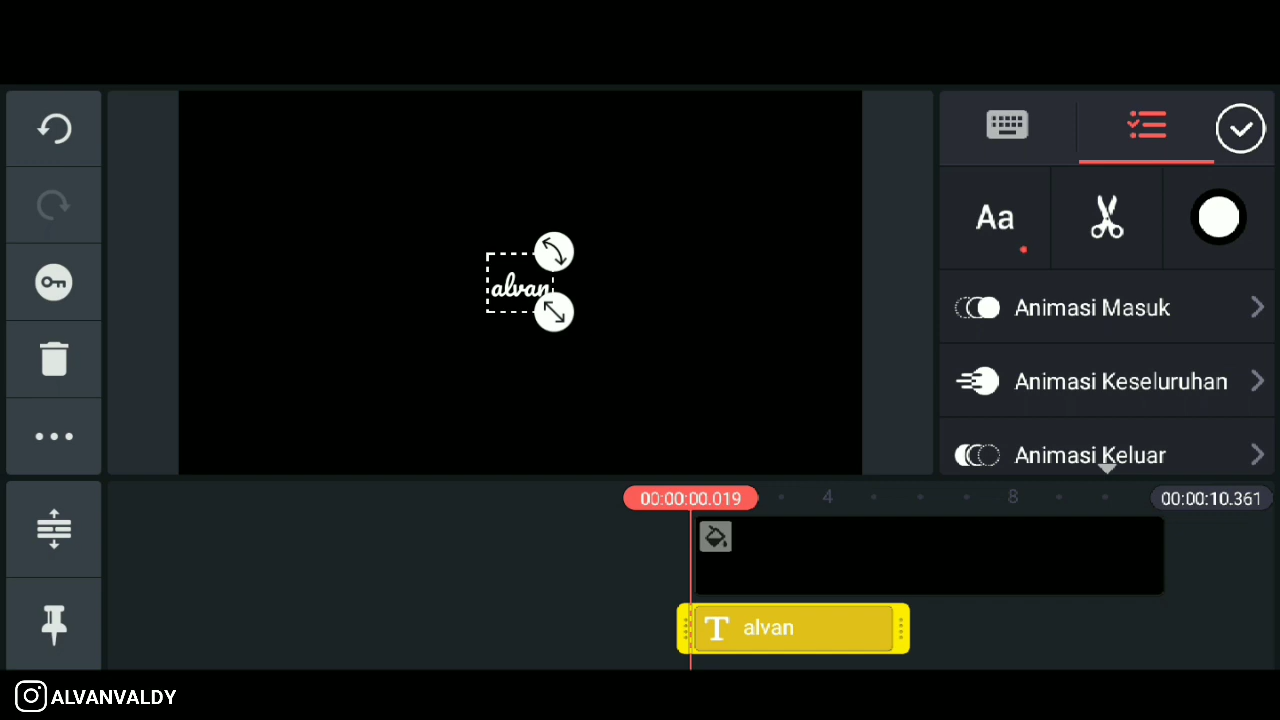 Aa
alvan
Animasi Masuk
Animasi Keseluruhan
Animasi Keluar
00:00:00.019
4
8
00:00:10.361
T alvan
ALVANVALDY